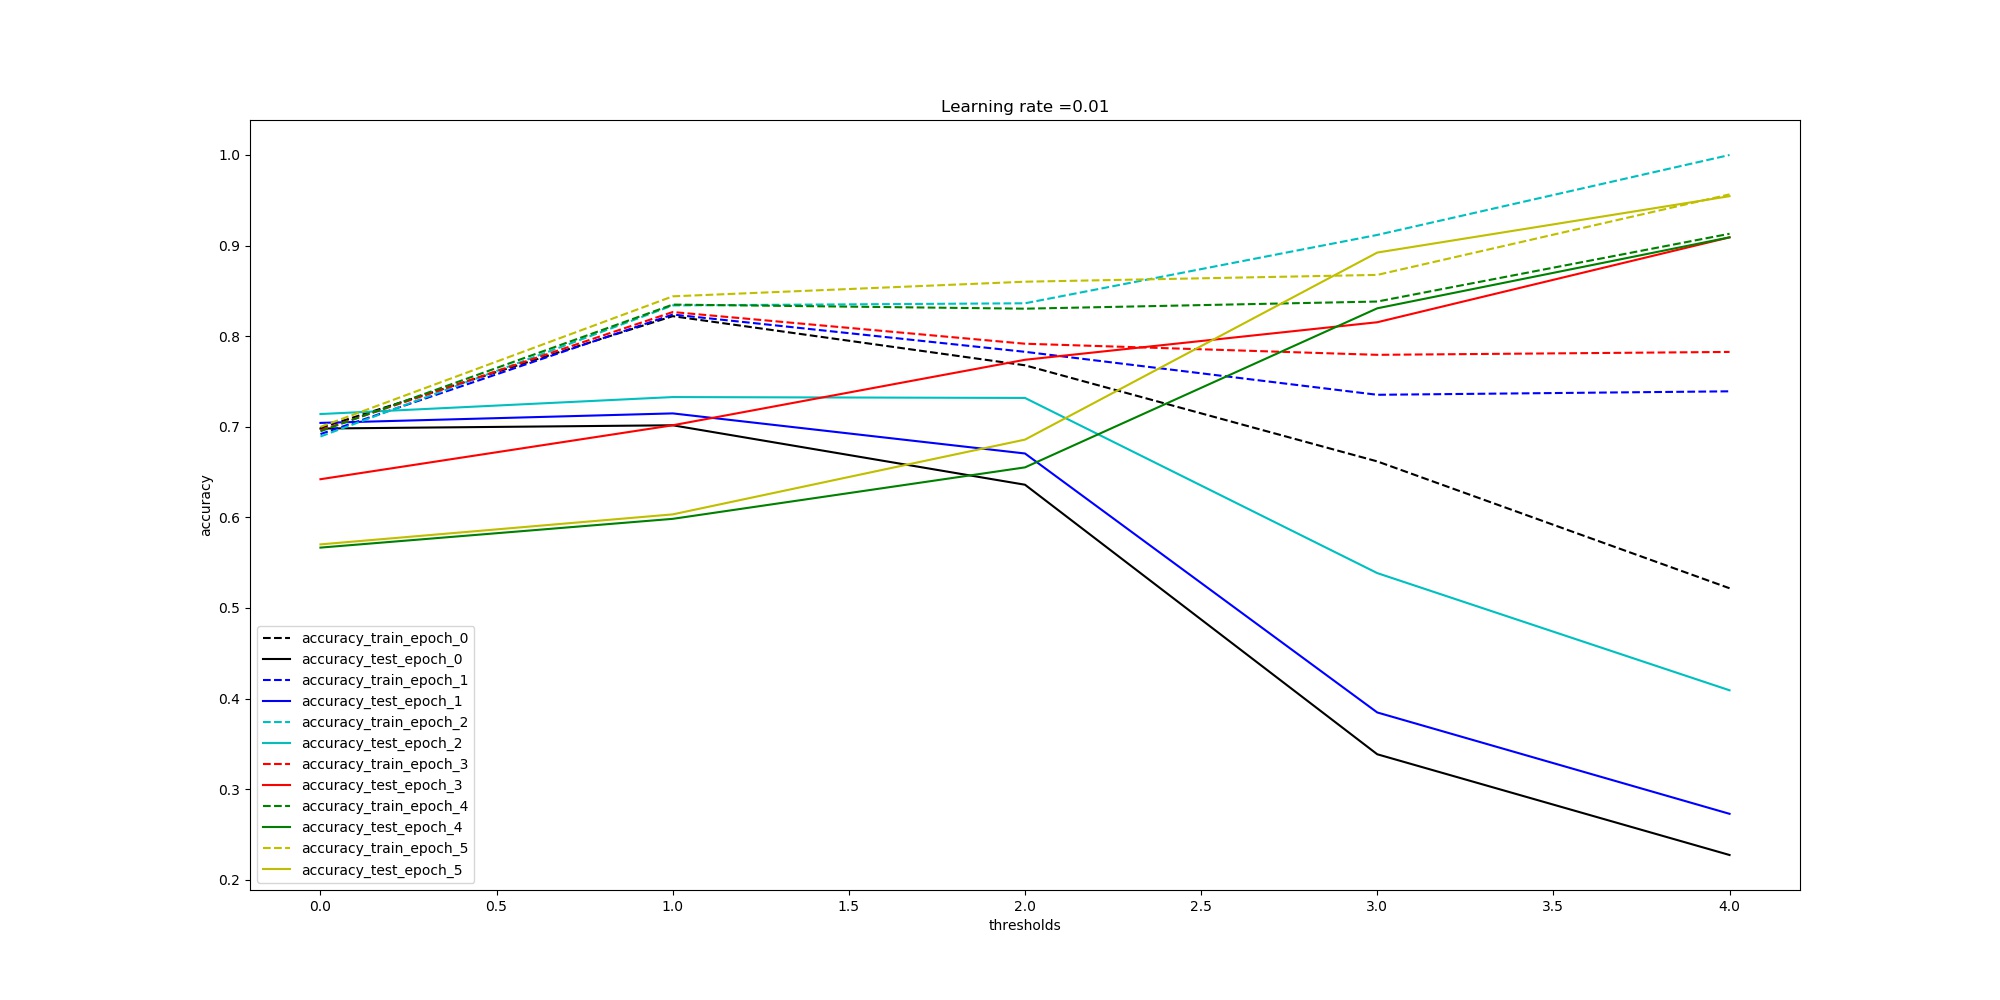 Learning rate =0.01
1.0
0.9
0.8
0.7
0.6
0.5
0.4
0.3
0.2
accuracy
accuracy_train_epoch_0
accuracy_test_epoch_0
accuracy_train_epoch_1
accuracy_test_epoch_1
accuracy_train_epoch_2
accuracy_test_epoch_2
accuracy_train_epoch_3
accuracy_test_epoch_3
accuracy_train_epoch_4
accuracy_test_epoch_4
accuracy_train_epoch_5
accuracy_test_epoch_5
0.0 0.5 1.0 1.5 2.0 2.5 3.0 3.5 4.0
thresholds